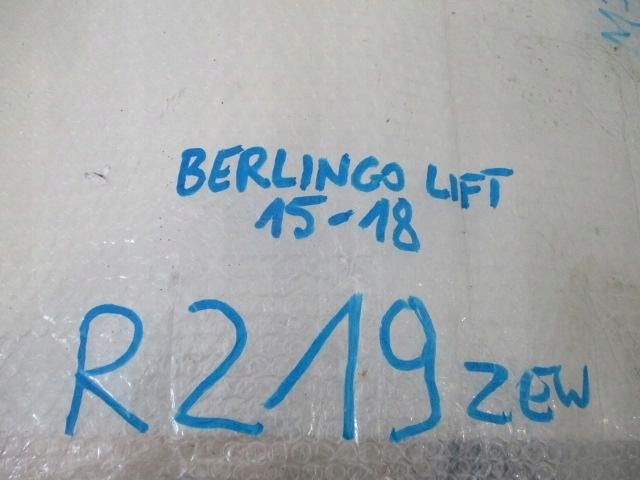 BERLINGO LIFT
15-18
R219 ZEW